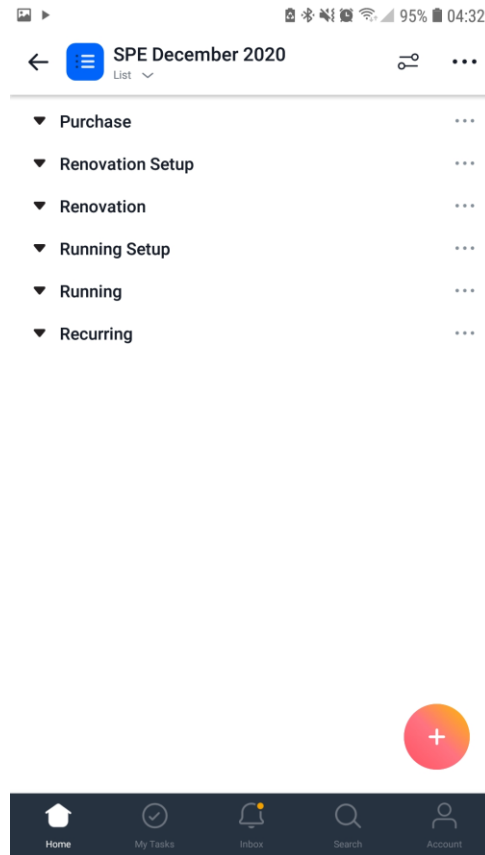 95% 04:32
SPE December 2020
List
Purchase
Renovation Setup
Renovation
Running Setup
Running
Recurring
Home My Tasks Inbox Search Account